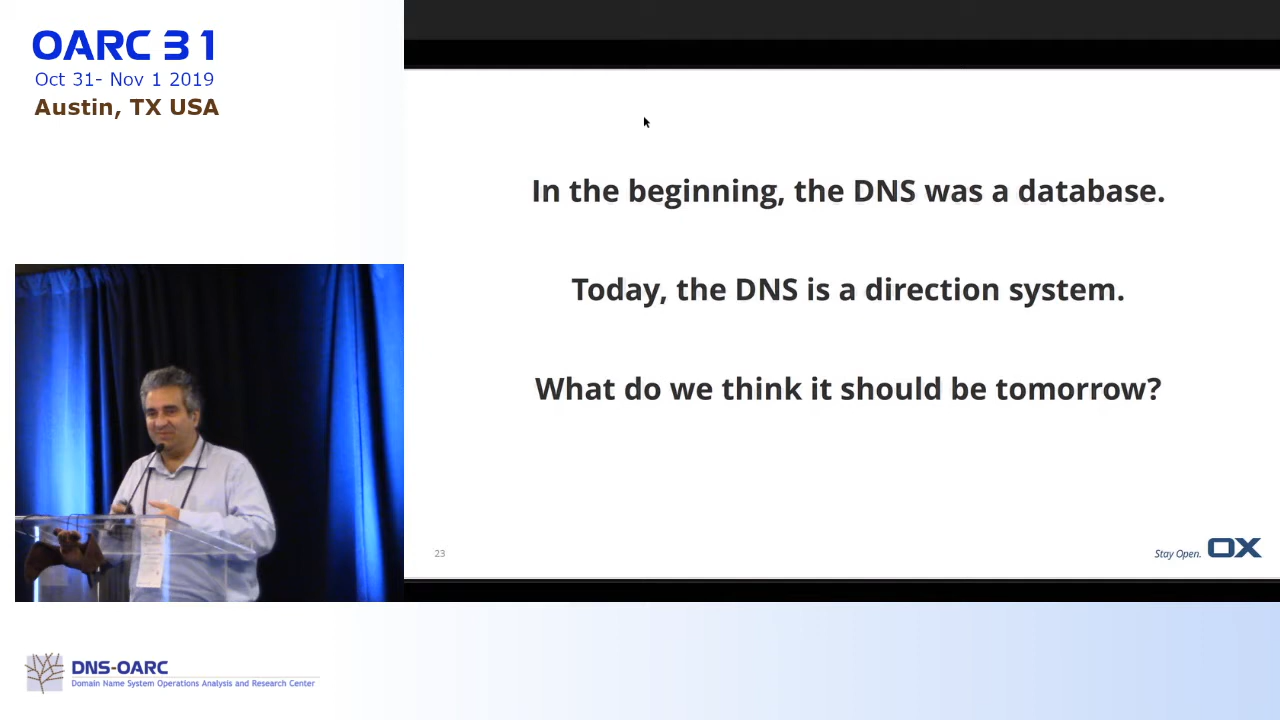 OARC 31
Oct 31- Nov 1 2019
Austin, TX USA
In the beginning, the DNS was a database.
Today, the DNS is a direction system.
What do we think it should be tomorrow?
23
Stay Open. OX
DNS-OARC
Domain Name System Operations Analysis and Research Center